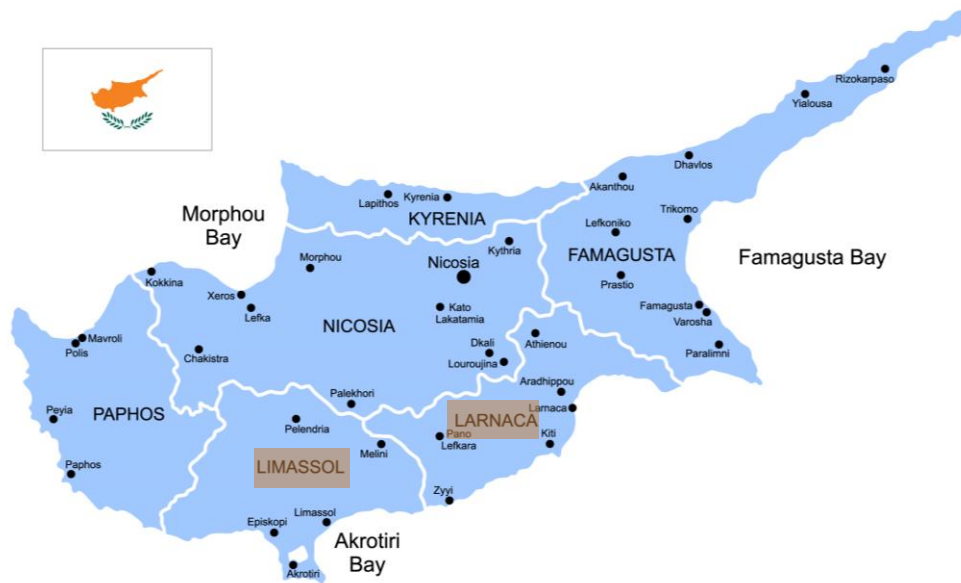 Rizokarpaso
Yialousa
Dhavlos
Akanthou
Lapithos
Kyrenia
KYRENIA
Morphou
Bay
Trikomo
Lefkoniko
Kythria
FAMAGUSTA
Famagusta Bay
Morphou
Nicosia
Kokkina
Prastio
Xeros
Lefka
Kato
Lakatamia
Famagusta
Varosha
NICOSIA
Mavroli
Polis
Athienou
Paralimni
Chakistra
Dkali
Louroujina
Aradhippou
Palekhori
Larnaca
PAPHOS
Peyia
Pelendria
LARNACA
Pano
Lefkara
Kiti
Melini
LIMASSOL
Paphos
Zyyi
Limassol
Episkopi
Akrotiri
Bay
Akrotiri